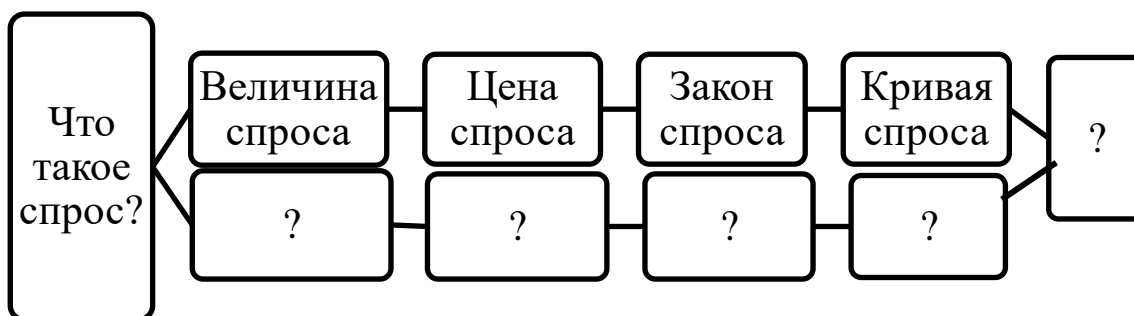 Что
такое
спрос?
Величина
спроса
Цена
спроса
Закон
спроса
Кривая
спроса
?
?
?
?
?